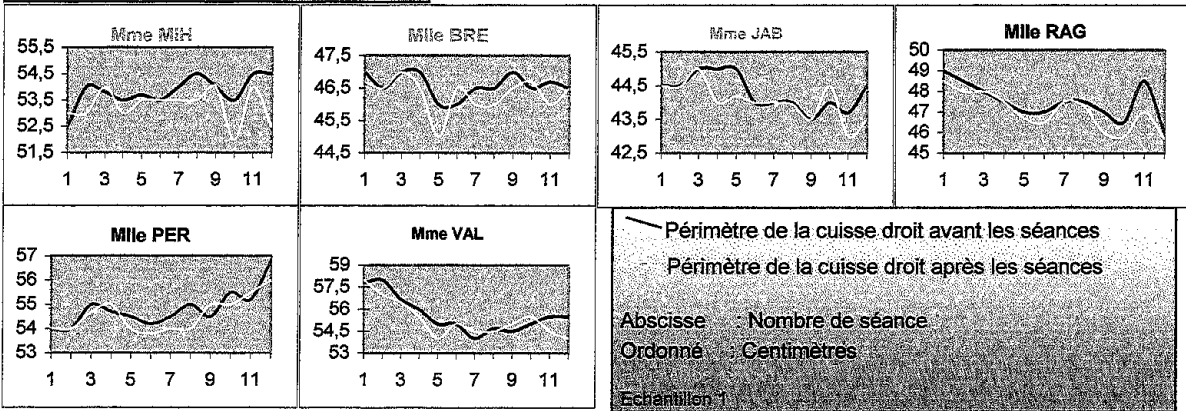 Mme MIH
55,5
54,5
53,5
52,5
51,5
1 3 5 7 9 11
Mlle BRE
47,5
46,5
45,5
44,5
1 3 5 7 9 11
Mme JAB
45,5
44,5
43,5
42,5
1 3 5 7 9 11
Mlle RAG
50
49
48
47
46
45
1 3 5 7 9 11
Mlle PER
57
56
55
54
53
1 3 5 7 9 11
Mme VAL
59
57,5
56
54,5
53
1 3 5 7 9 11
Périmètre de la cuisse droit avant les séances
Périmètre de la cuisse droit après les séances
Abscisse : Nombre de séance
Ordonné : Centimètres
Echantillon 1